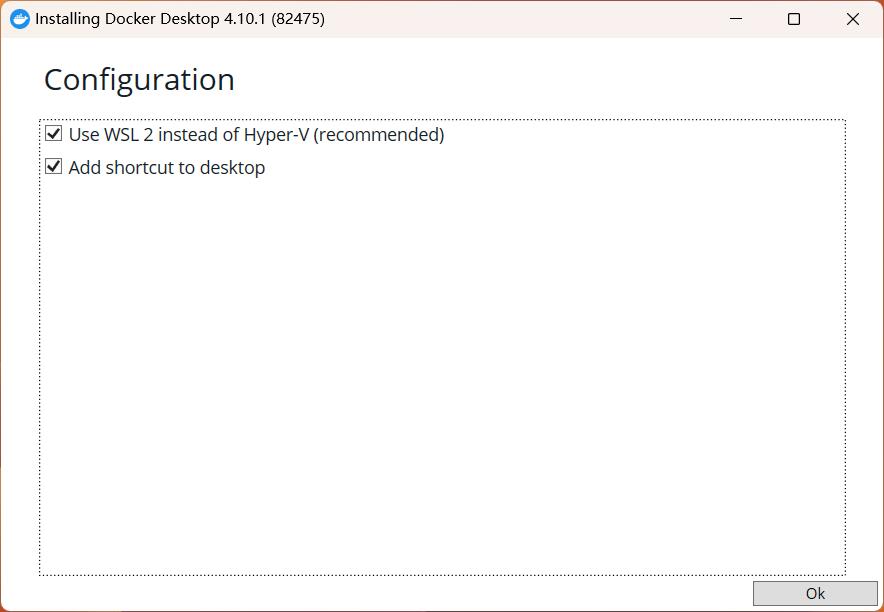 Installing Docker Desktop 4.10.1 (82475)
Configuration
Use WSL 2 instead of Hyper-V (recommended)
Add shortcut to desktop
Ok